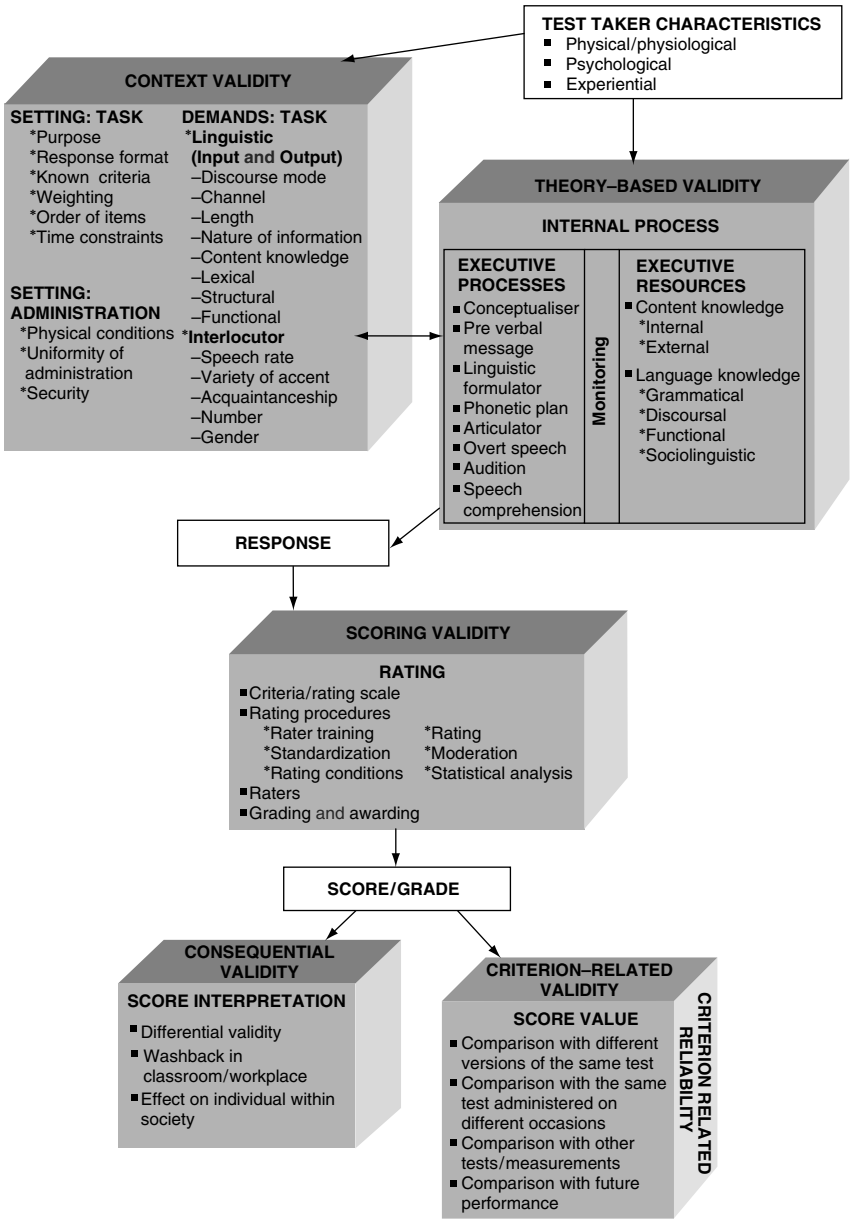 TEST TAKER CHARACTERISTICS
■ Physical/physiological
■ Psychological
■ Experiential
CONTEXT VALIDITY
SETTING: TASK
*Purpose
*Response format
*Known criteria
*Weighting
*Order of items
*Time constraints
SETTING:
ADMINISTRATION
*Physical conditions
*Uniformity of
administration
*Security
DEMANDS: TASK
*Linguistic
(Input and Output)
–Discourse mode
–Channel
–Length
–Nature of information
–Content knowledge
–Lexical
–Structural
–Functional
*Interlocutor
–Speech rate
–Variety of accent
–Acquaintanceship
–Number
–Gender
THEORY–BASED VALIDITY
INTERNAL PROCESS
EXECUTIVE
PROCESSES
■ Conceptualiser
■ Pre verbal
message
■ Linguistic
formulator
■ Phonetic plan
■ Articulator
■ Overt speech
■ Audition
■ Speech
comprehension
Monitoring
EXECUTIVE
RESOURCES
■ Content knowledge
*Internal
*External
■ Language knowledge
*Grammatical
*Discoursal
*Functional
*Sociolinguistic
RESPONSE
SCORING VALIDITY
RATING
■ Criteria/rating scale
■ Rating procedures
*Rater training *Rating
*Standardization *Moderation
*Rating conditions *Statistical analysis
■ Raters
■ Grading and awarding
SCORE/GRADE
CONSEQUENTIAL
VALIDITY
SCORE INTERPRETATION
■ Differential validity
■ Washback in
classroom/workplace
■ Effect on individual within
society
CRITERION–RELATED
VALIDITY
SCORE VALUE
■ Comparison with different
versions of the same test
■ Comparison with the same
test administered on
different occasions
■ Comparison with other
tests/measurements
■ Comparison with future
performance
CRITERION RELATED
RELIABILITY